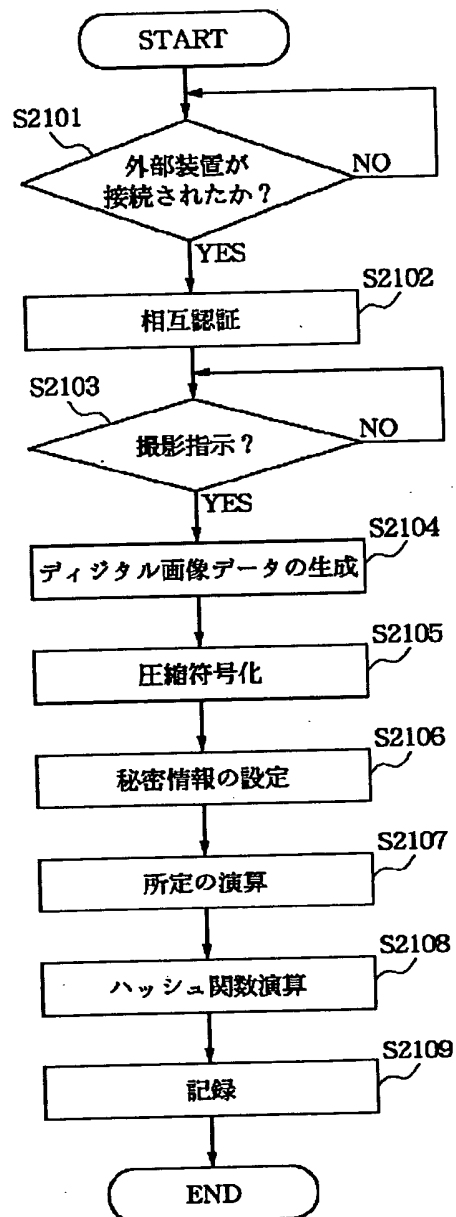 START
S2101
外部装置が
接続されたか？
NO
YES
S2102
相互認証
S2103
撮影指示？
NO
YES
S2104
ディジタル画像データの生成
S2105
圧縮符号化
S2106
秘密情報の設定
S2107
所定の演算
S2108
ハッシュ関数演算
S2109
記録
END